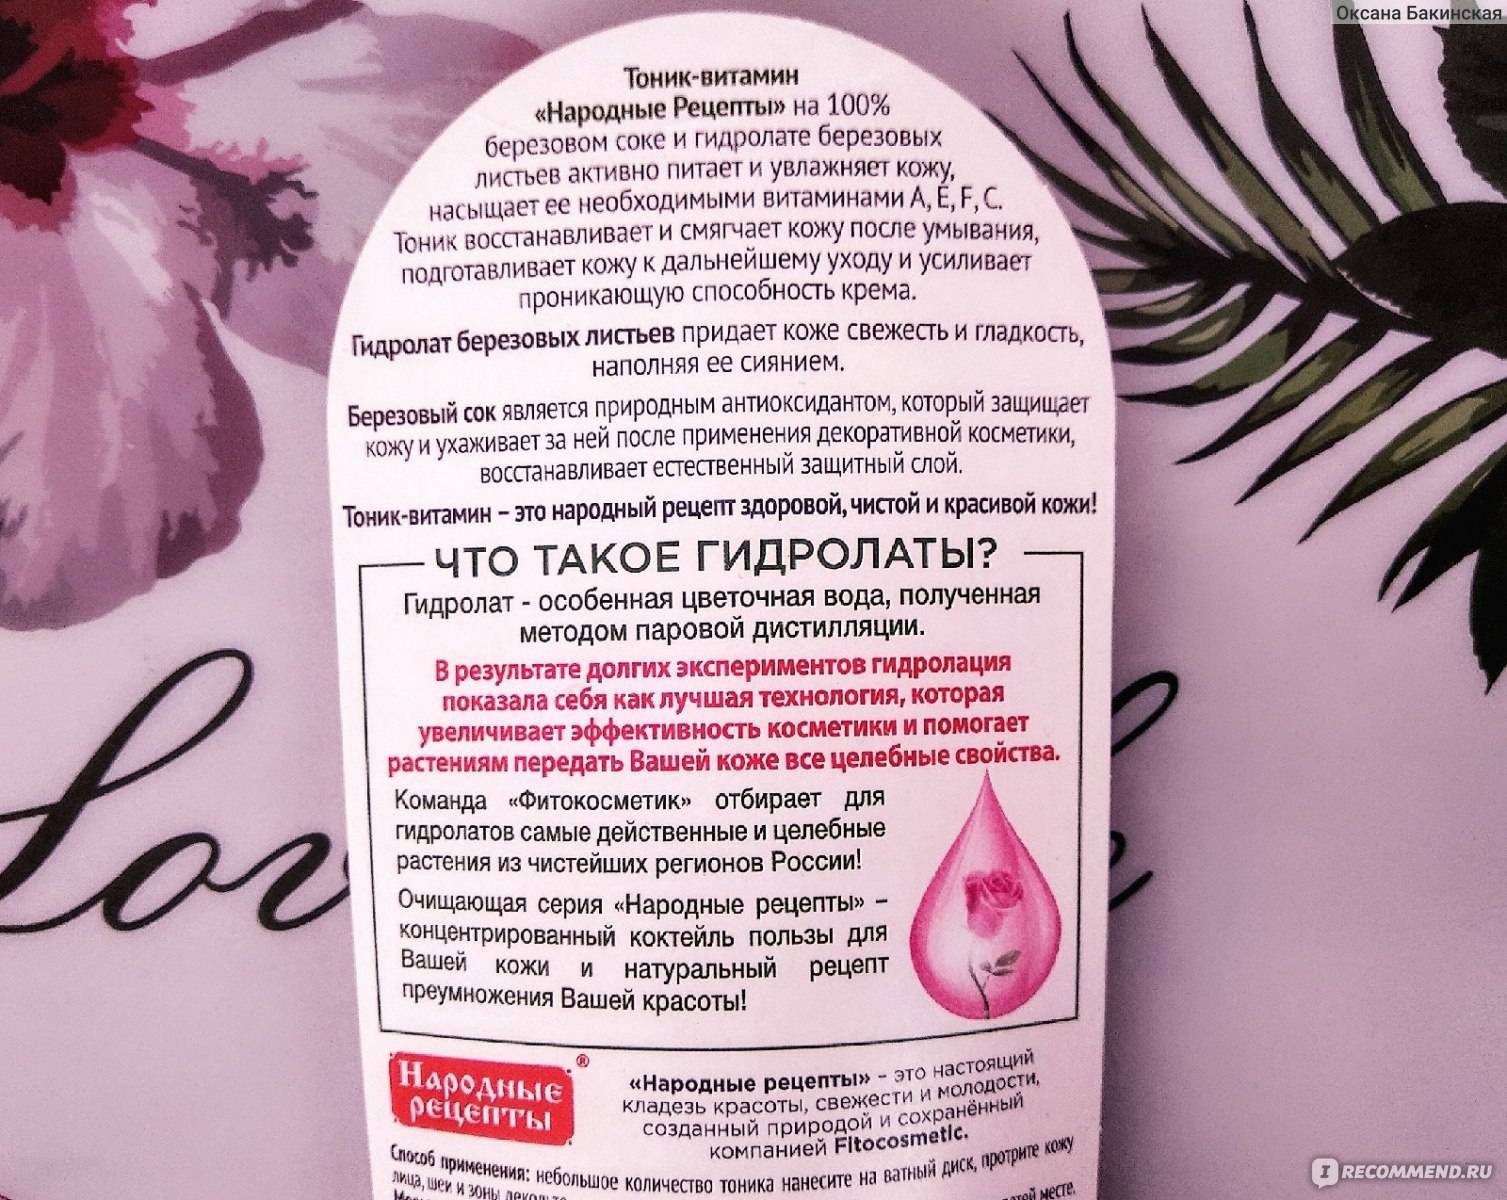 Оксана Бакинская
Тоник-витамин
«Народные Рецепты» на 100%
березовом соке и гидролате березовых
листьев активно питает и увлажняет кожу,
насыщает ее необходимыми витаминами А, Е, F, С.
Тоник восстанавливает и смягчает кожу после умывания,
подготавливает кожу к дальнейшему уходу и усиливает
проникающую способность крема.
Гидролат березовых листьев придает коже свежесть и гладкость,
наполняя ее сиянием.
Березовый сок является природным антиоксидантом, который защищает
кожу и ухаживает за ней после применения декоративной косметики,
восстанавливает естественный защитный слой.
Тоник-витамин – это народный рецепт здоровой, чистой и красивой кожи!
ЧТО ТАКОЕ ГИДРОЛАТЫ?
Гидролат - особенная цветочная вода, полученная
методом паровой дистилляции.
В результате долгих экспериментов гидролация
показала себя как лучшая технология, которая
увеличивает эффективность косметики и помогает
растениям передать Вашей коже все целебные свойства.
Команда «Фитокосметик» отбирает для
гидролатов самые действенные и целебные
растения из чистейших регионов России!
Очищающая серия «Народные рецепты» –
концентрированный коктейль пользы для
Вашей кожи и натуральный рецепт
преумножения Вашей красоты!
Народные
рецепты
®
«Народные рецепты» – это настоящий
кладезь красоты, свежести и молодости,
созданный природой и сохранённый
компанией Fitocosmetic.
Способ применения: небольшое количество тоника нанесите на ватный диск, протрите кожу
лица, шеи и зоны
месте.
Lov
I RECOMMEND.RU